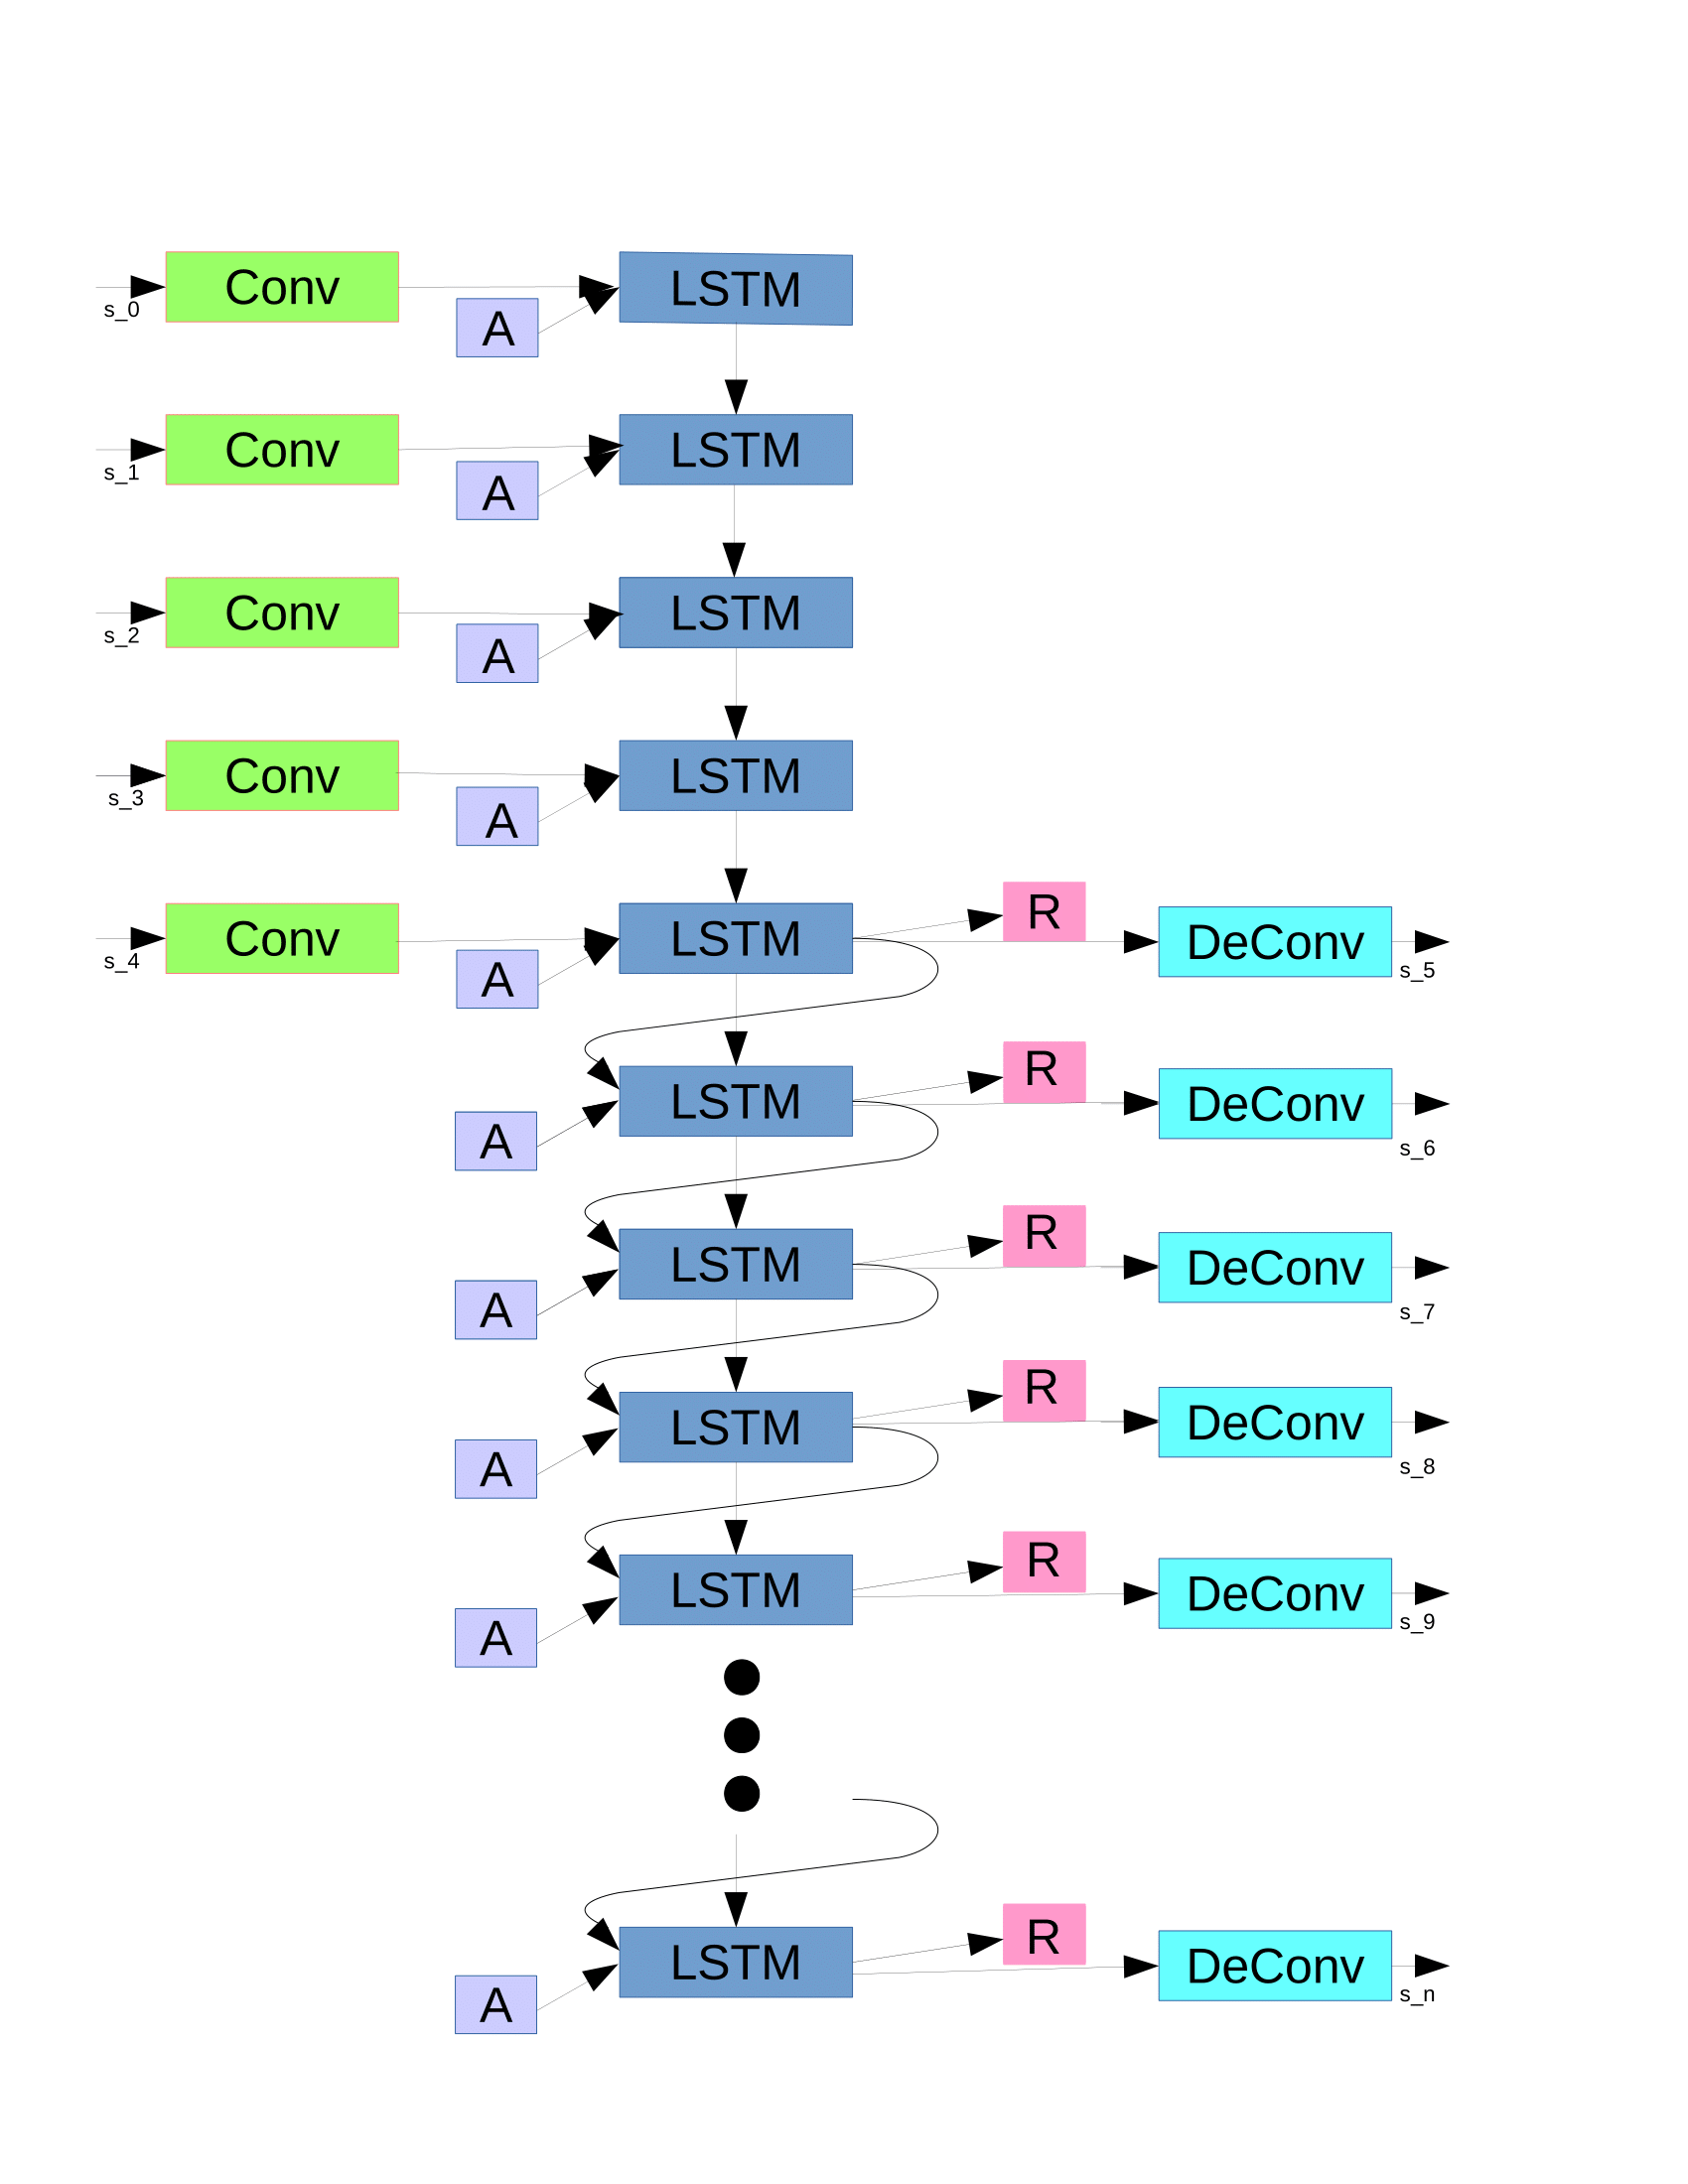 Conv LSTM
s_0 A
Conv LSTM
s_1 A
Conv LSTM
s_2 A
Conv LSTM
s_3 A
Conv LSTM R DeConv
s_4 A s_5
LSTM R DeConv
A s_6
LSTM R DeConv
A s_7
LSTM R DeConv
A s_8
LSTM R DeConv
A s_9
LSTM R DeConv
A s_n